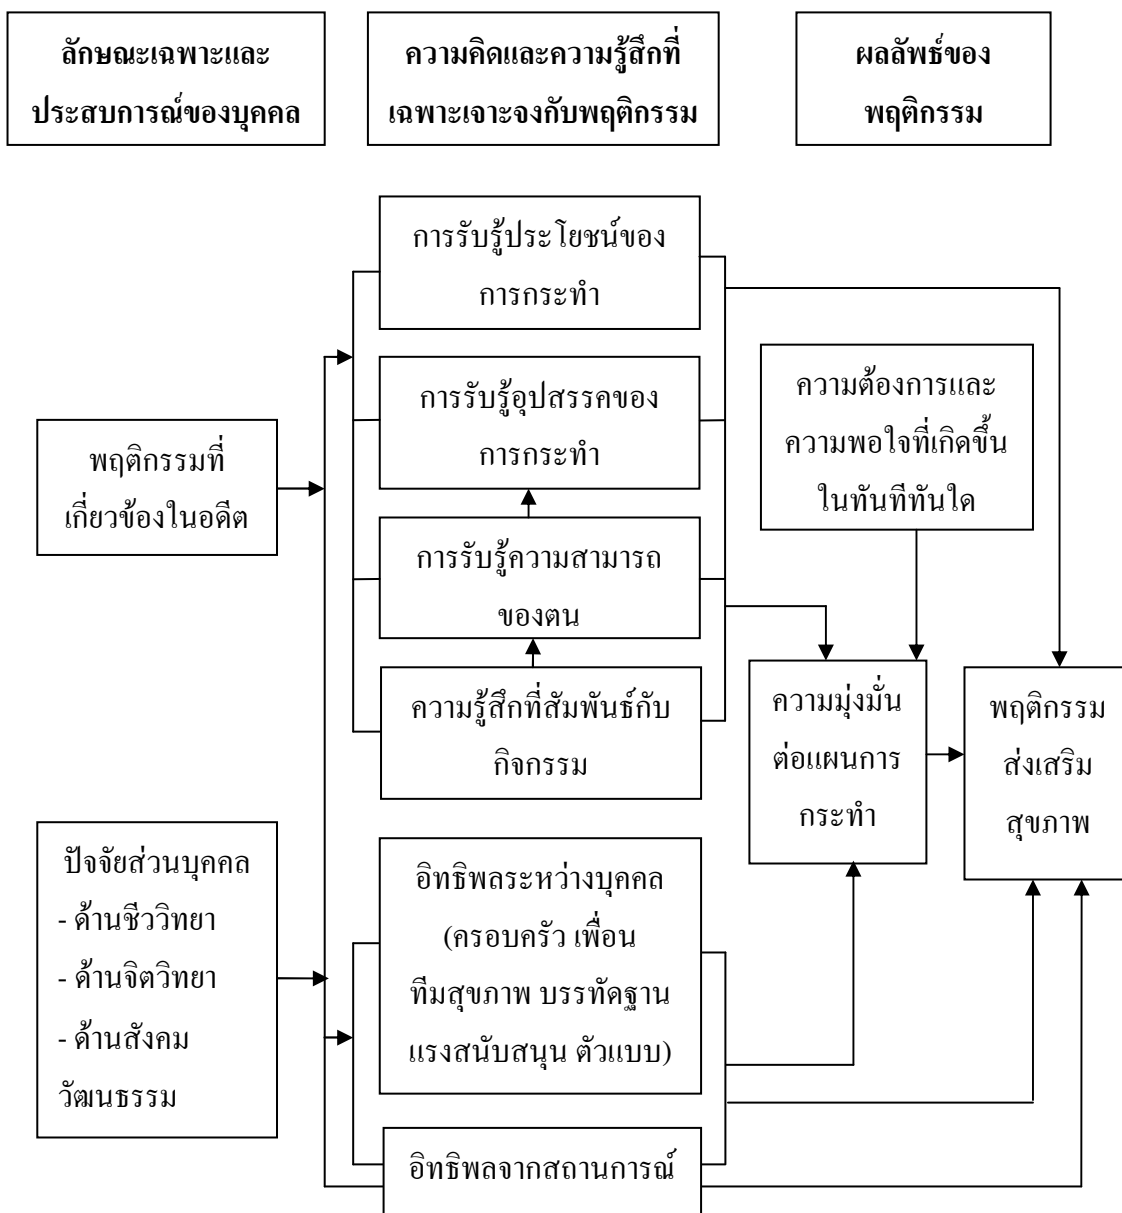 ลักษณะเฉพาะและ
ประสบการณ์ของบุคคล
ความคิดและความรู้สึกที่
เฉพาะเจาะจงกับพฤติกรรม
ผลลัพธ์ของ
พฤติกรรม
การรับรู้ประโยชน์ของ
การกระทำ
การรับรู้อุปสรรคของ
การกระทำ
ความต้องการและ
ความพอใจที่เกิดขึ้น
ในทันทีทันใด
พฤติกรรมที่
เกี่ยวข้องในอดีต
การรับรู้ความสามารถ
ของตน
ความรู้สึกที่สัมพันธ์กับ
กิจกรรม
ความมุ่งมั่น
ต่อแผนการ
กระทำ
พฤติกรรม
ส่งเสริม
สุขภาพ
ปัจจัยส่วนบุคคล
- ด้านชีววิทยา
- ด้านจิตวิทยา
- ด้านสังคม
วัฒนธรรม
อิทธิพลระหว่างบุคคล
(ครอบครัว เพื่อน
ทีมสุขภาพ บรรทัดฐาน
แรงสนับสนุน ตัวแบบ)
อิทธิพลจากสถานการณ์